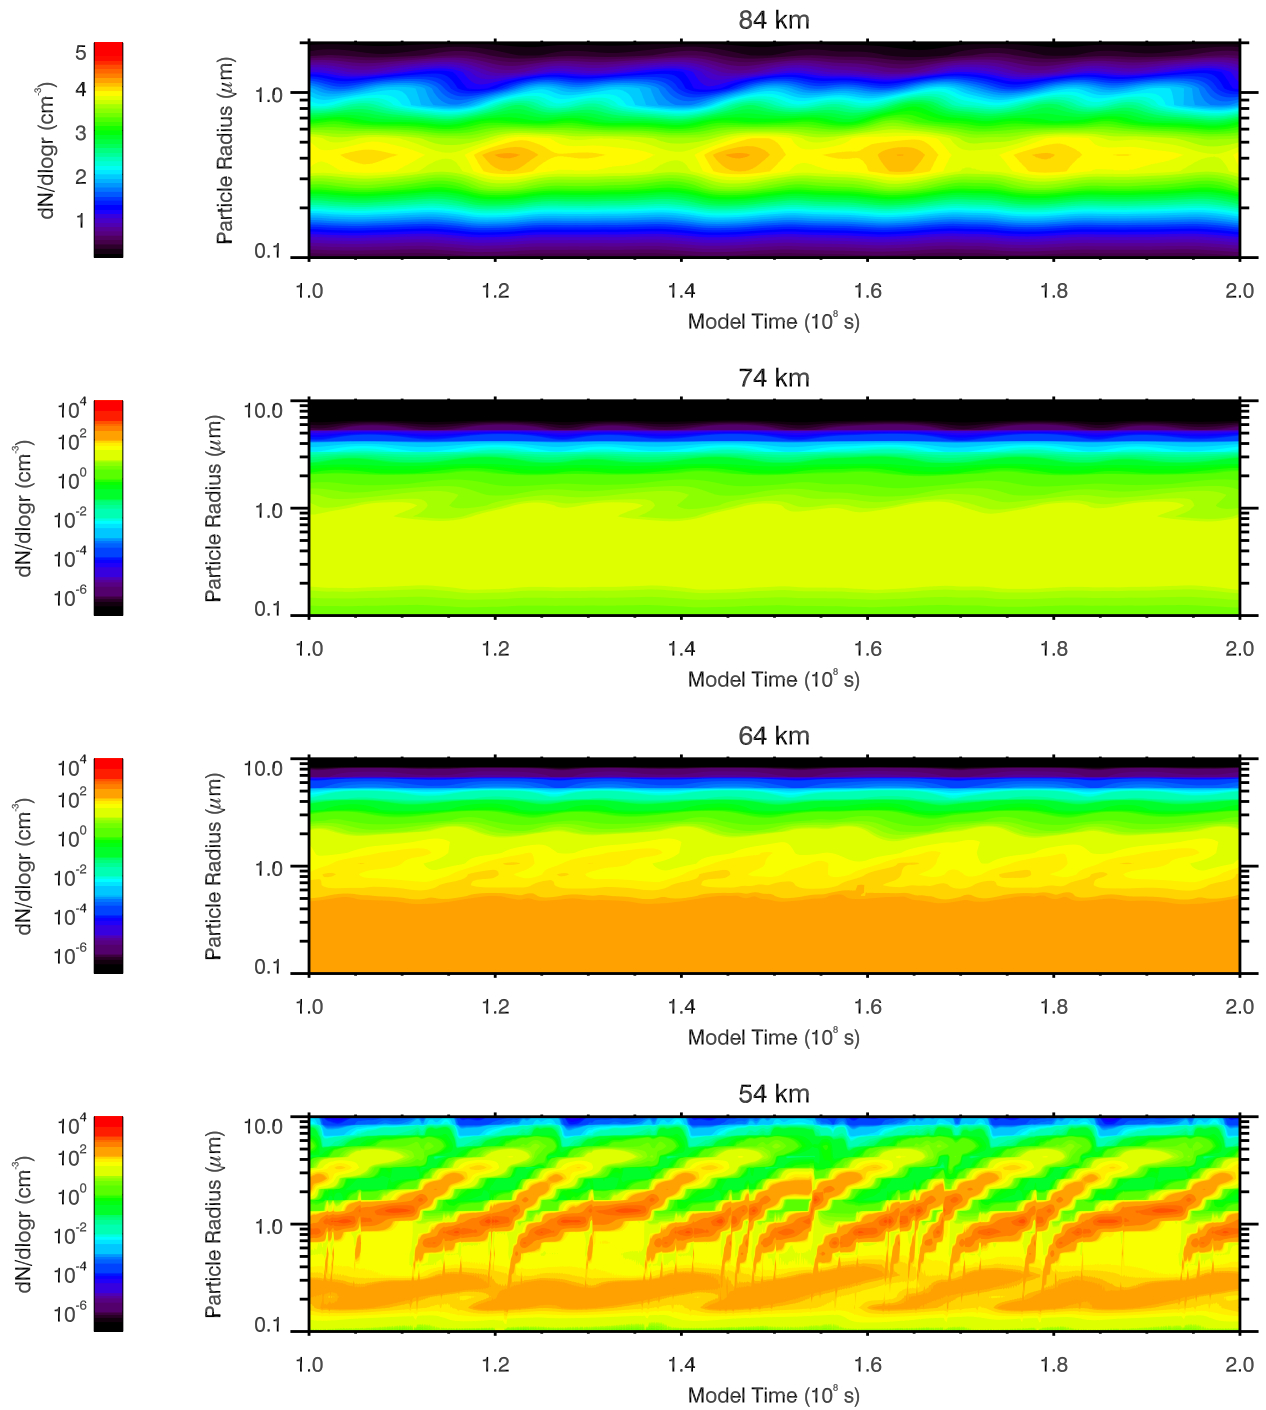 84 km
dN/dlogr (cm⁻³)
5
4
3
2
1
Particle Radius (μm)
1.0
0.1
1.0 1.2 1.4 1.6 1.8 2.0
Model Time (10⁸ s)
74 km
dN/dlogr (cm⁻³)
10⁴
10²
10⁰
10⁻²
10⁻⁴
10⁻⁶
Particle Radius (μm)
10.0
1.0
0.1
1.0 1.2 1.4 1.6 1.8 2.0
Model Time (10⁸ s)
64 km
dN/dlogr (cm⁻³)
10⁴
10²
10⁰
10⁻²
10⁻⁴
10⁻⁶
Particle Radius (μm)
10.0
1.0
0.1
1.0 1.2 1.4 1.6 1.8 2.0
Model Time (10⁸ s)
54 km
dN/dlogr (cm⁻³)
10⁴
10²
10⁰
10⁻²
10⁻⁴
10⁻⁶
Particle Radius (μm)
10.0
1.0
0.1
1.0 1.2 1.4 1.6 1.8 2.0
Model Time (10⁸ s)